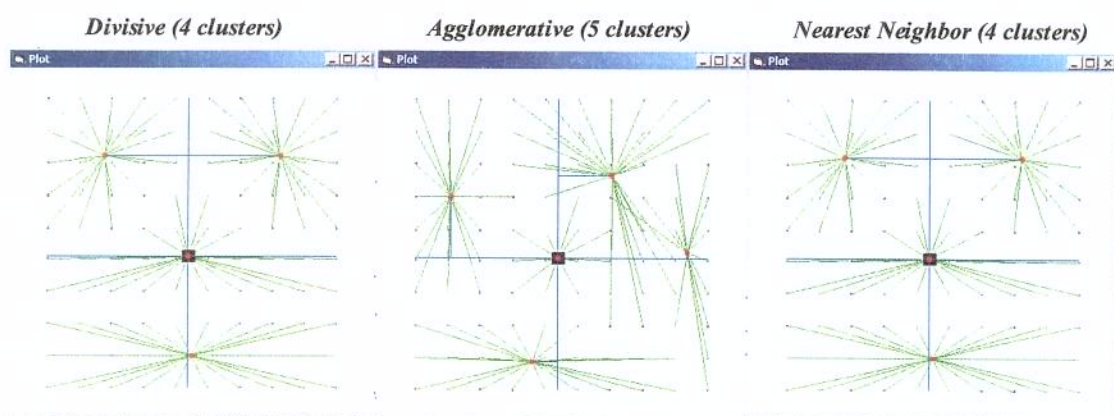 Divisive (4 clusters)
Agglomerative (5 clusters)
Nearest Neighbor (4 clusters)
Plot
Plot
Plot